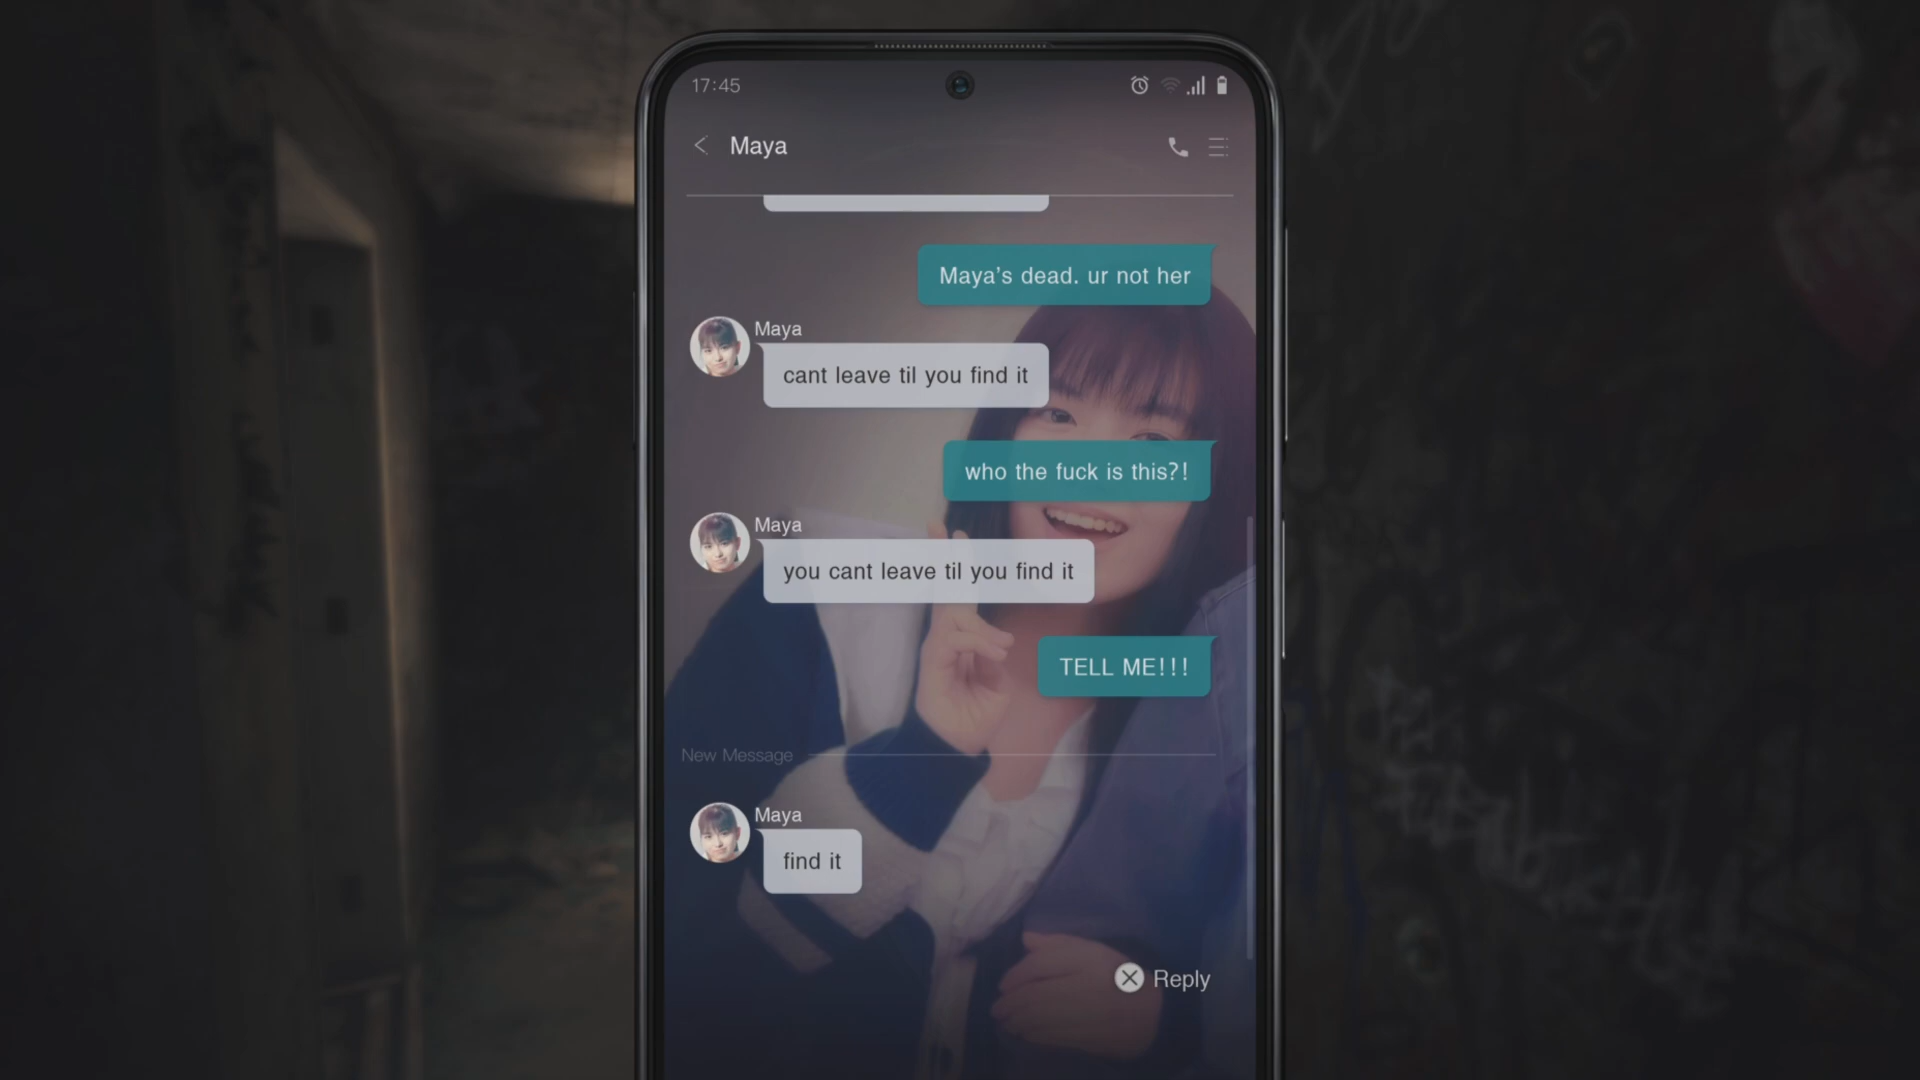 17:45
Maya
Maya's dead. ur not her
Maya
cant leave til you find it
who the fuck is this?!
Maya
you cant leave til you find it
TELL ME!!!
New Message
Maya
find it
Reply